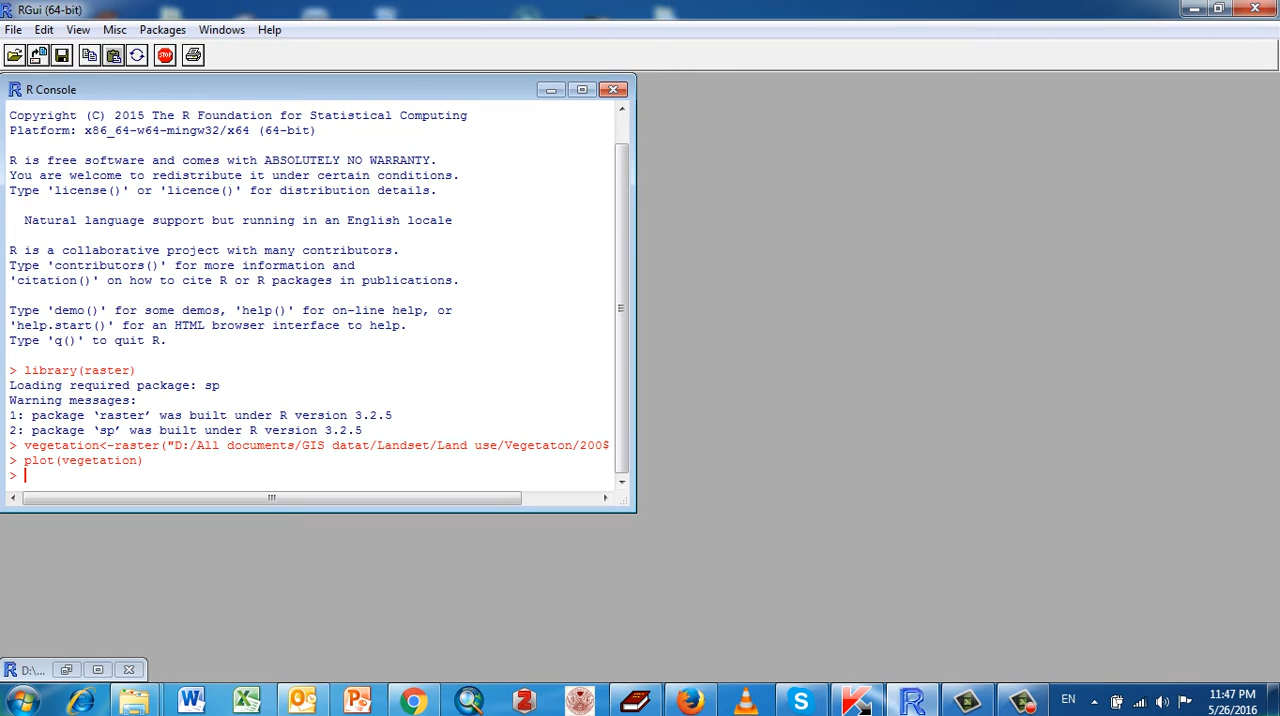 RGui (64-bit)
File Edit View Misc Packages Windows Help
STOP
R Console
Copyright (C) 2015 The R Foundation for Statistical Computing
Platform: x86_64-w64-mingw32/x64 (64-bit)
R is free software and comes with ABSOLUTELY NO WARRANTY.
You are welcome to redistribute it under certain conditions.
Type 'license()' or 'licence()' for distribution details.
Natural language support but running in an English locale
R is a collaborative project with many contributors.
Type 'contributors()' for more information and
'citation()' on how to cite R or R packages in publications.
Type 'demo()' for some demos, 'help()' for on-line help, or
'help.start()' for an HTML browser interface to help.
Type 'q()' to quit R.
> library(raster)
Loading required package: sp
Warning messages:
1: package ‘raster’ was built under R version 3.2.5
2: package ‘sp’ was built under R version 3.2.5
> vegetation<-raster("D:/All documents/GIS datat/Landset/Land use/Vegetaton/200$
> plot(vegetation)
>
D:\...
EN
11:47 PM
5/26/2016